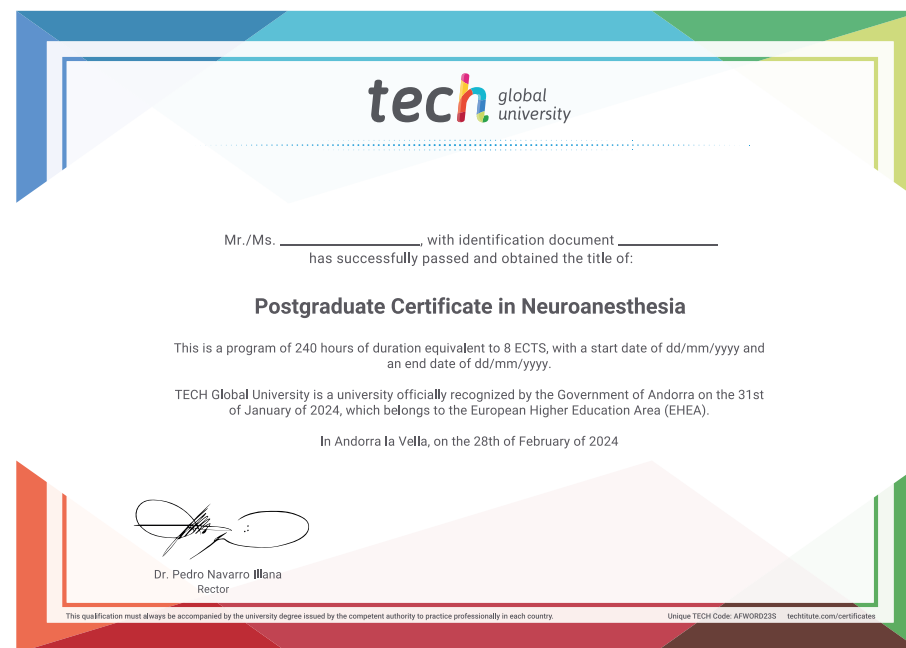 tech global
university
Mr./Ms. ____________, with identification document ____________
has successfully passed and obtained the title of:
Postgraduate Certificate in Neuroanesthesia
This is a program of 240 hours of duration equivalent to 8 ECTS, with a start date of dd/mm/yyyy and
an end date of dd/mm/yyyy.
TECH Global University is a university officially recognized by the Government of Andorra on the 31st
of January of 2024, which belongs to the European Higher Education Area (EHEA).
In Andorra la Vella, on the 28th of February of 2024
Dr. Pedro Navarro Illana
Rector
This qualification must always be accompanied by the university degree issued by the competent authority to practice professionally in each country.
Unique TECH Code: AFWORD23S techtitute.com/certificates